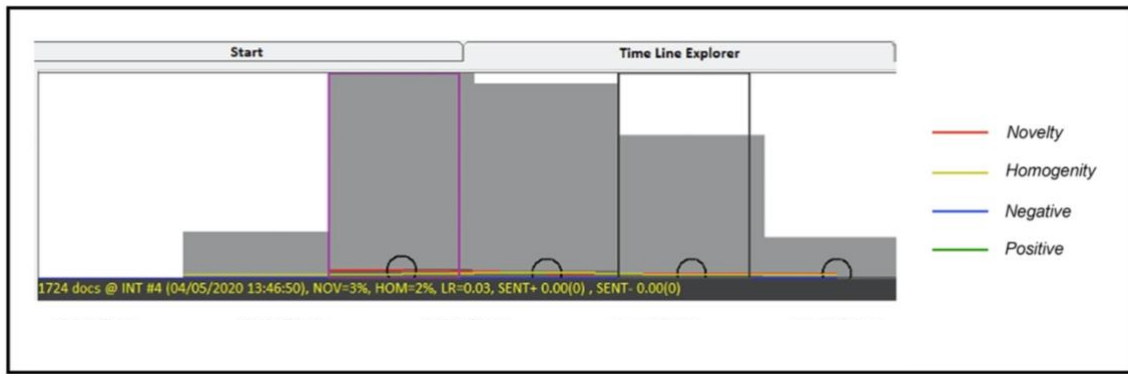 Start
Time Line Explorer
Novelty
Homogenity
Negative
Positive
1724 docs @ INT #4 (04/05/2020 13:46:50), NOV=3%, HOM=2%, LR=0.03, SENT+ 0.00(0) , SENT- 0.00(0)